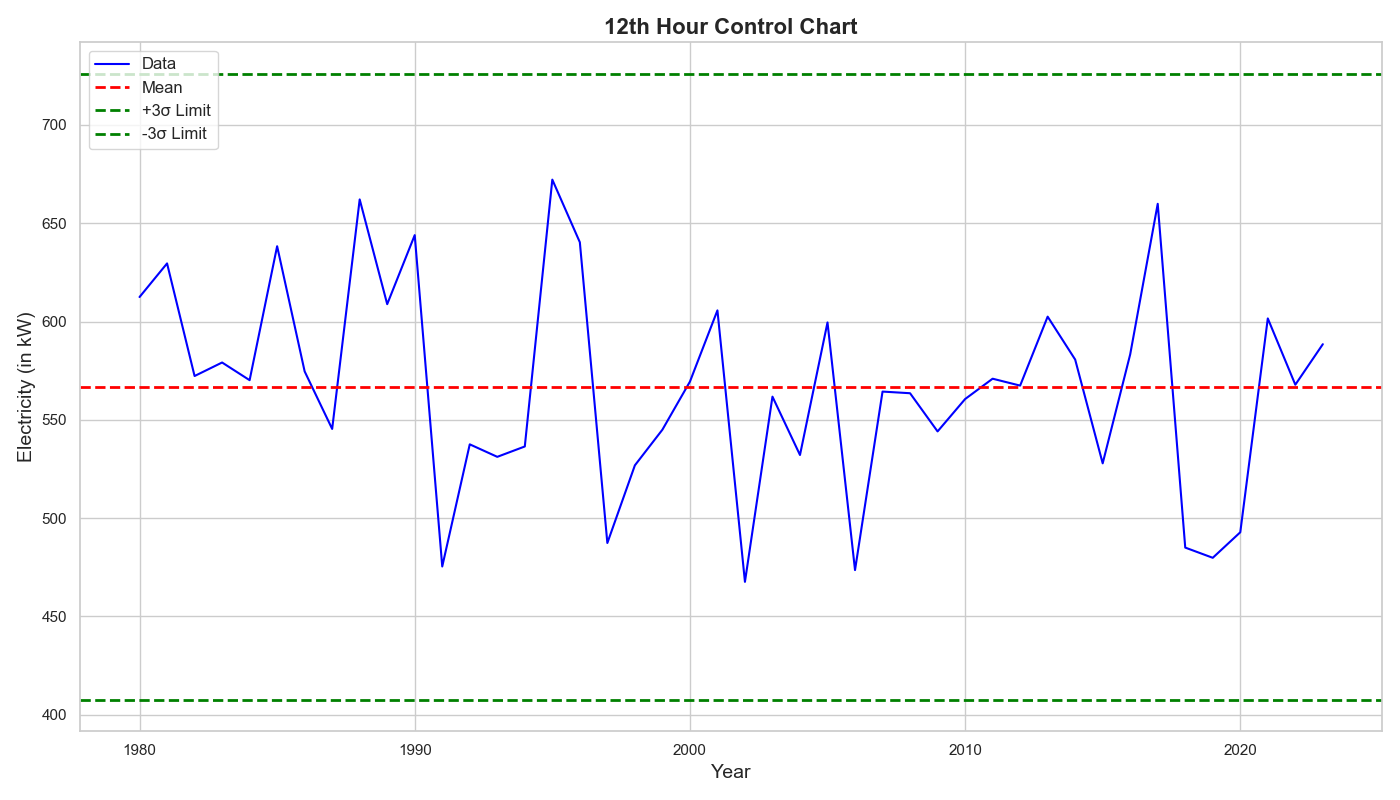 12th Hour Control Chart
Data
Mean
+3σ Limit
-3σ Limit
Electricity (in kW)
700
650
600
550
500
450
400
1980
1990
2000
2010
2020
Year